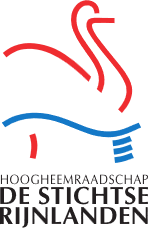 HOOGHEEMRAADSCHAP
DE STICHTSE
RIJNLANDEN